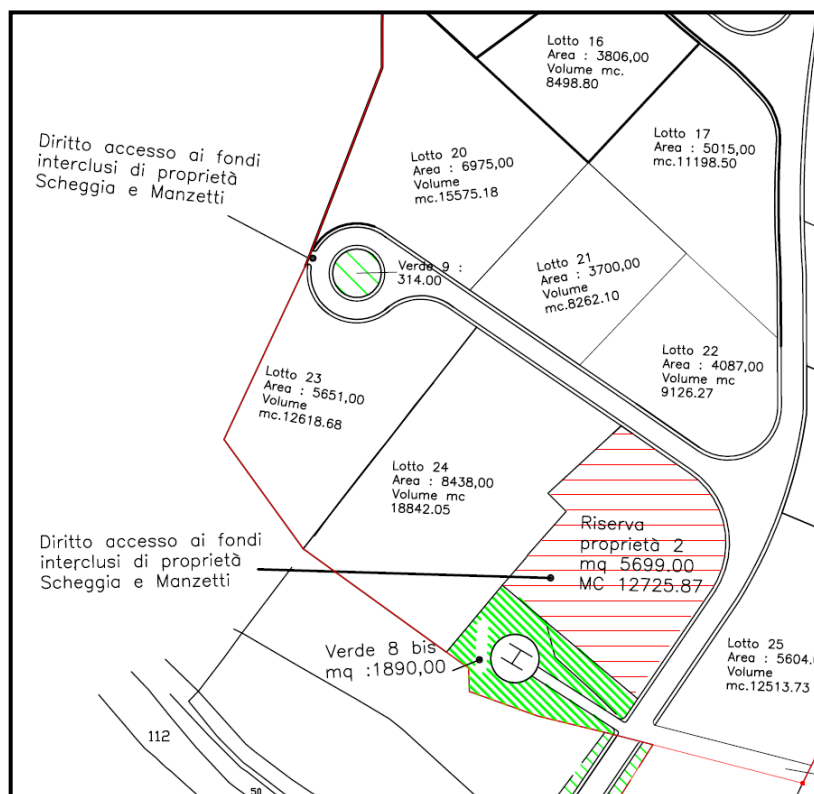 Lotto 16
Area : 3806,00
Volume mc.
8498.80
Lotto 17
Area : 5015,00
mc.11198.50
Diritto accesso ai fondi
interclusi di proprietà
Scheggia e Manzetti
Lotto 20
Area : 6975,00
Volume
mc.15575.18
Verde 9 :
314.00
Lotto 21
Area : 3700,00
Volume
mc.8262.10
Lotto 22
Area : 4087,00
Volume mc
9126.27
Lotto 23
Area : 5651,00
Volume
mc.12618.68
Lotto 24
Area : 8438,00
Volume mc
18842.05
Riserva
proprietà 2
mq 5699.00
MC 12725.87
Diritto accesso ai fondi
interclusi di proprietà
Scheggia e Manzetti
Verde 8 bis
mq :1890,00
H
Lotto 25
Area : 5604.
Volume
mc.12513.73
112
50